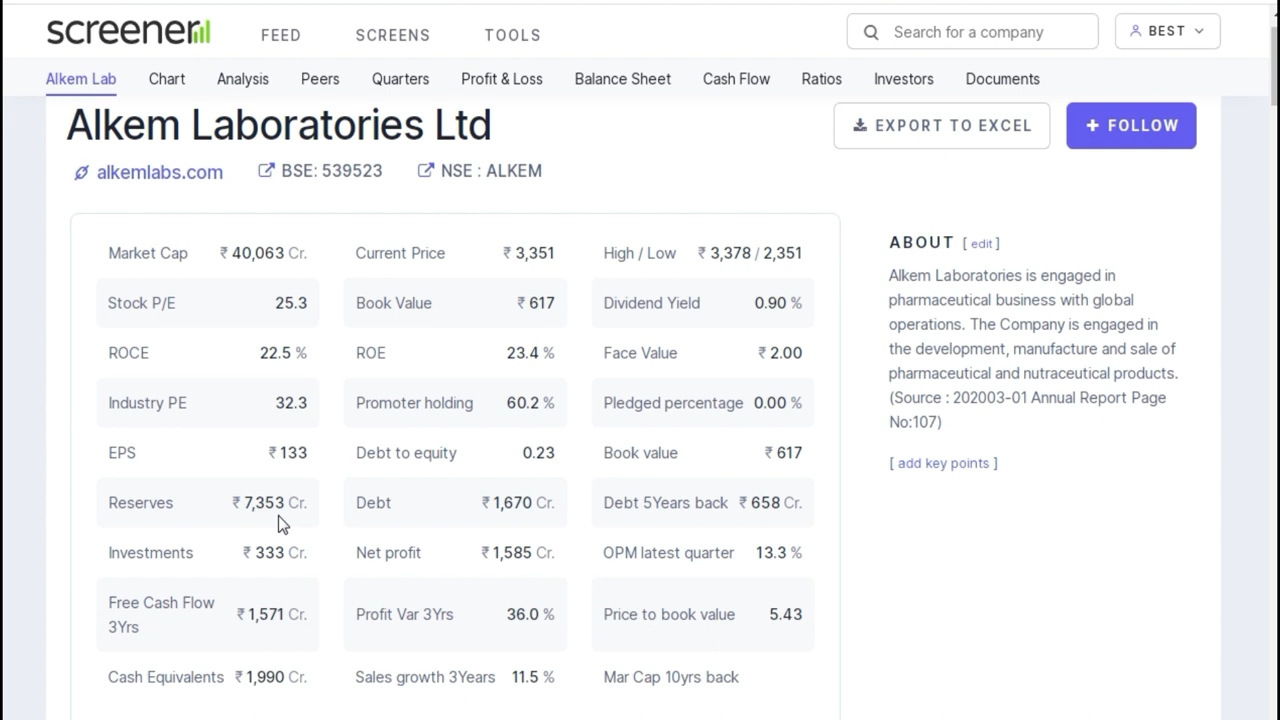 screener FEED SCREENS TOOLS Search for a company BEST
Alkem Lab Chart Analysis Peers Quarters Profit & Loss Balance Sheet Cash Flow Ratios Investors Documents
Alkem Laboratories Ltd EXPORT TO EXCEL + FOLLOW
alkemlabs.com BSE: 539523 NSE : ALKEM
Market Cap ₹ 40,063 Cr. Current Price ₹ 3,351 High / Low ₹ 3,378 / 2,351
Stock P/E 25.3 Book Value ₹ 617 Dividend Yield 0.90 %
ROCE 22.5 % ROE 23.4 % Face Value ₹ 2.00
Industry PE 32.3 Promoter holding 60.2 % Pledged percentage 0.00 %
EPS ₹ 133 Debt to equity 0.23 Book value ₹ 617
Reserves ₹ 7,353 Cr. Debt ₹ 1,670 Cr. Debt 5Years back ₹ 658 Cr.
Investments ₹ 333 Cr. Net profit ₹ 1,585 Cr. OPM latest quarter 13.3 %
Free Cash Flow
3Yrs ₹ 1,571 Cr. Profit Var 3Yrs 36.0 % Price to book value 5.43
Cash Equivalents ₹ 1,990 Cr. Sales growth 3Years 11.5 % Mar Cap 10yrs back
ABOUT [ edit ]
Alkem Laboratories is engaged in
pharmaceutical business with global
operations. The Company is engaged in
the development, manufacture and sale of
pharmaceutical and nutraceutical products.
(Source : 202003-01 Annual Report Page
No:107)
[ add key points ]